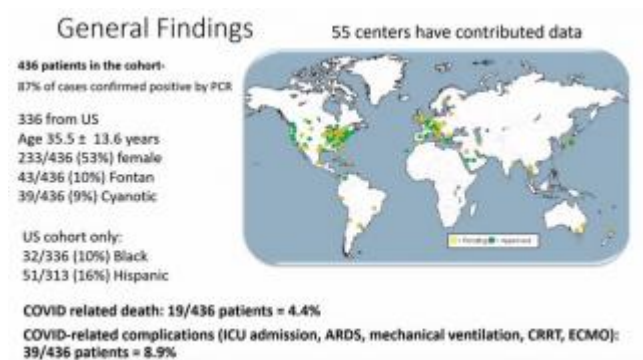 General Findings
55 centers have contributed data
436 patients in the cohort-
87% of cases confirmed positive by PCR
336 from US
Age 35.5 ± 13.6 years
233/436 (53%) female
43/436 (10%) Fontan
39/436 (9%) Cyanotic
US cohort only:
32/336 (10%) Black
51/313 (16%) Hispanic
COVID related death: 19/436 patients = 4.4%
COVID-related complications (ICU admission, ARDS, mechanical ventilation, CRRT, ECMO):
39/436 patients = 8.9%